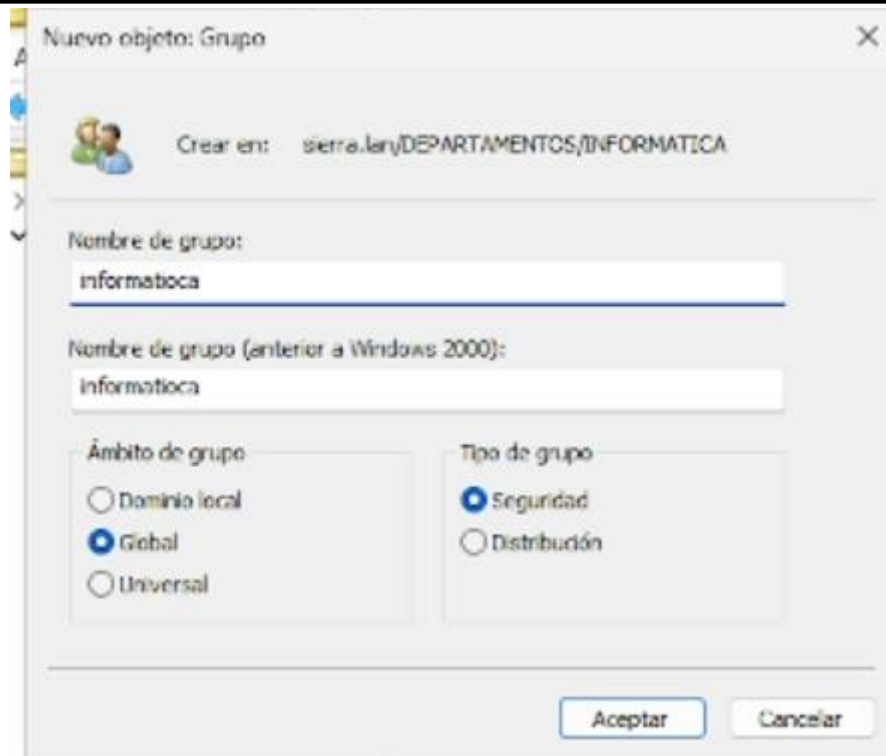 Nuevo objeto: Grupo
Crear en: sierra.lan/DEPARTAMENTOS/INFORMATICA
Nombre de grupo:
informatioca
Nombre de grupo (anterior a Windows 2000):
informatioca
Ámbito de grupo
Dominio local
Global
Universal
Tipo de grupo
Seguridad
Distribución
Aceptar
Cancelar